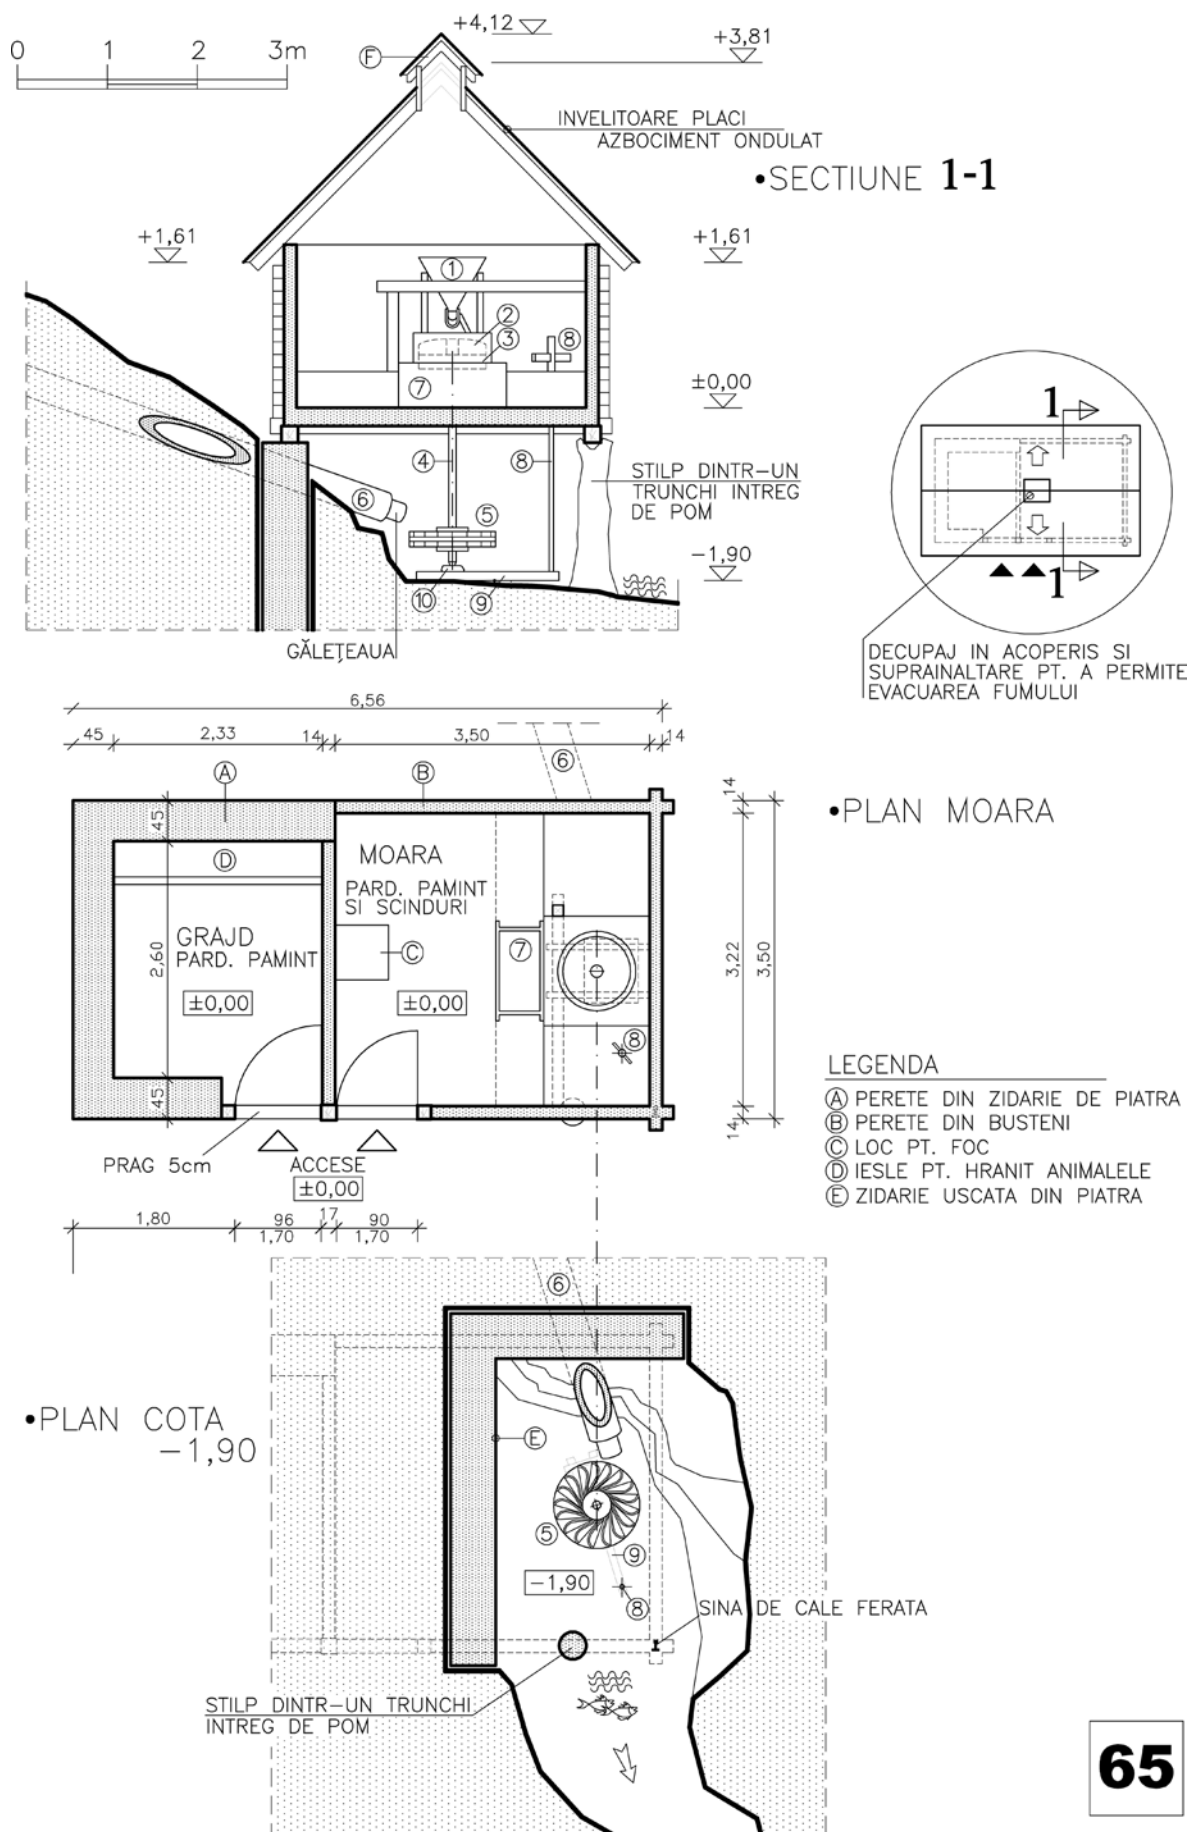 0 1 2 3m
+4,12
+3,81
F
INVELITOARE PLACI
AZBOCIMENT ONDULAT
•SECTIUNE 1-1
+1,61
+1,61
1
2
3
8
7
±0,00
4
8
6
5
10
9
STILP DINTR-UN
TRUNCHI INTREG
DE POM
-1,90
GĂLEȚEAUA
1
1
DECUPAJ IN ACOPERIS SI
SUPRAINALTARE PT. A PERMITE
EVACUAREA FUMULUI
6,56
45 2,33 14 3,50 14
6
A
B
•PLAN MOARA
14
45
D
MOARA
PARD. PAMINT
SI SCINDURI
GRAJD
PARD. PAMINT
C
7
2,60
3,22
3,50
±0,00
±0,00
8
45
14
PRAG 5cm
ACCESE
±0,00
LEGENDA
A PERETE DIN ZIDARIE DE PIATRA
B PERETE DIN BUSTENI
C LOC PT. FOC
D IESLE PT. HRANIT ANIMALELE
E ZIDARIE USCATA DIN PIATRA
1,80 96 17 90
1,70 1,70
6
•PLAN COTA
-1,90
E
5
9
-1,90
8
SINA DE CALE FERATA
STILP DINTR-UN TRUNCHI
INTREG DE POM
65